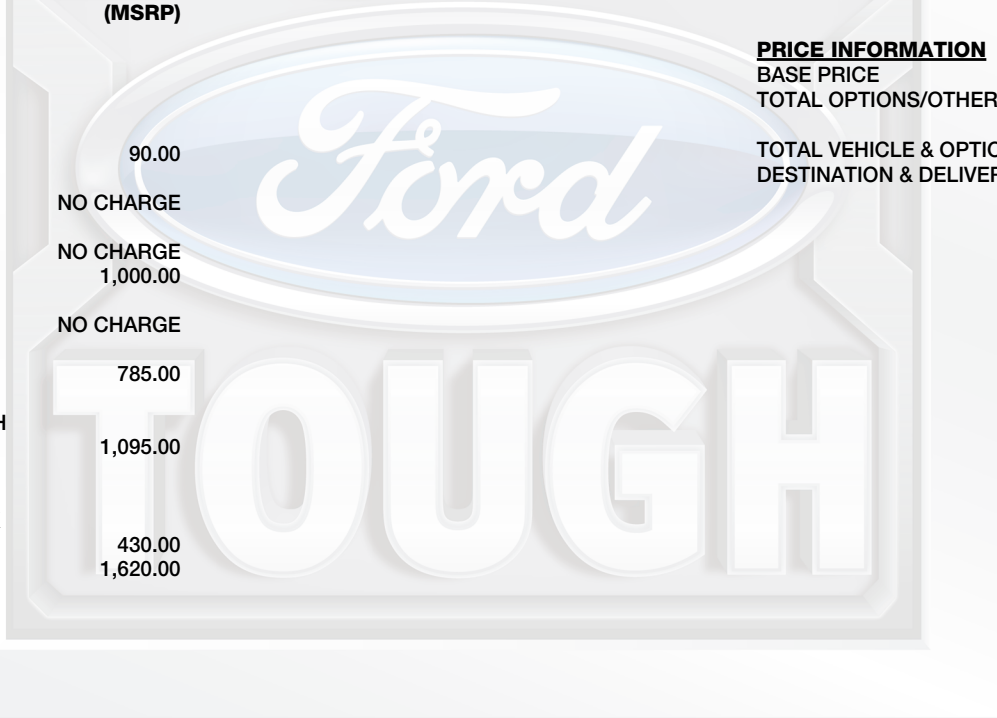 (MSRP)
90.00
NO CHARGE
NO CHARGE
1,000.00
NO CHARGE
785.00
H
1,095.00
430.00
1,620.00
PRICE INFORMATION
BASE PRICE
TOTAL OPTIONS/OTHER
TOTAL VEHICLE & OPTIO
DESTINATION & DELIVER
Ford
TOUGH